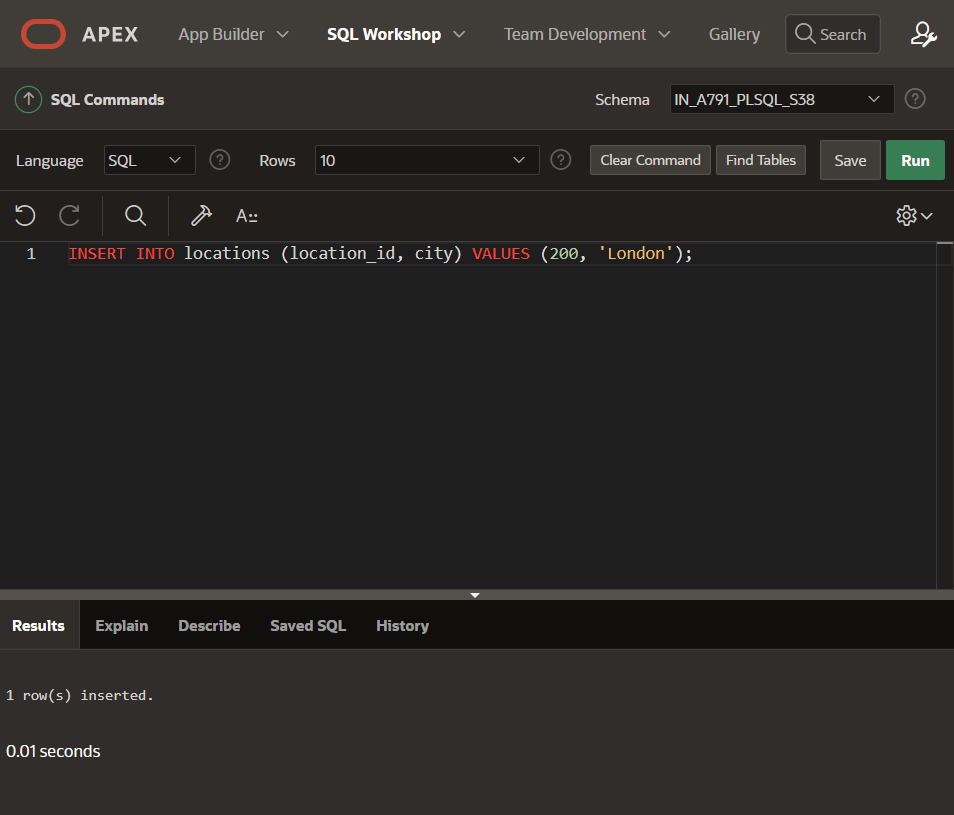 APEX App Builder SQL Workshop Team Development Gallery Search
SQL Commands Schema IN_A791_PLSQL_S38 ?
Language SQL ? Rows 10 ? Clear Command Find Tables Save Run
A::
1 INSERT INTO locations (location_id, city) VALUES (200, 'London');
Results Explain Describe Saved SQL History
1 row(s) inserted.
0.01 seconds